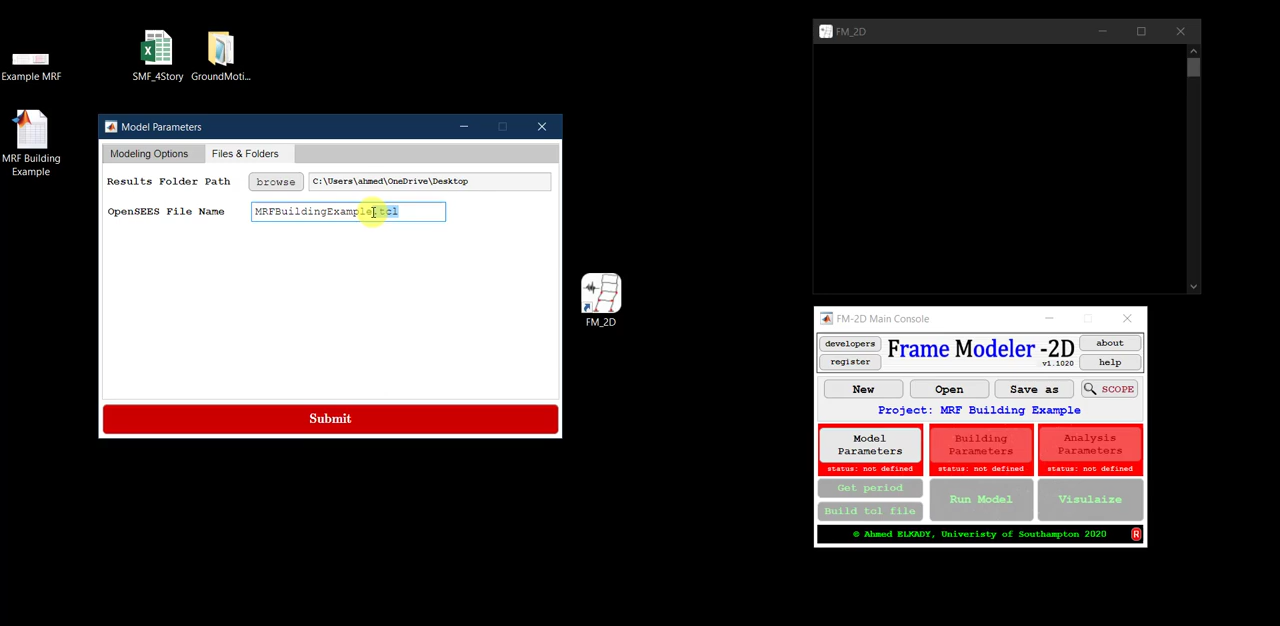 Example MRF
SMF_4Story
GroundMoti...
MRF Building
Example
Model Parameters
Modeling Options
Files & Folders
Results Folder Path
browse
C:\Users\ahmed\OneDrive\Desktop
OpenSEES File Name
MRFBuildingExample.tcl
Submit
FM_2D
FM_2D
FM-2D Main Console
developers
register
Frame Modeler -2D
v1.1020
about
help
New
Open
Save as
SCOPE
Project: MRF Building Example
Model
Parameters
status: not defined
Building
Parameters
status: not defined
Analysis
Parameters
status: not defined
Get period
Build tcl file
Run Model
Visulaize
© Ahmed ELKADY, Univeristy of Southampton 2020
R